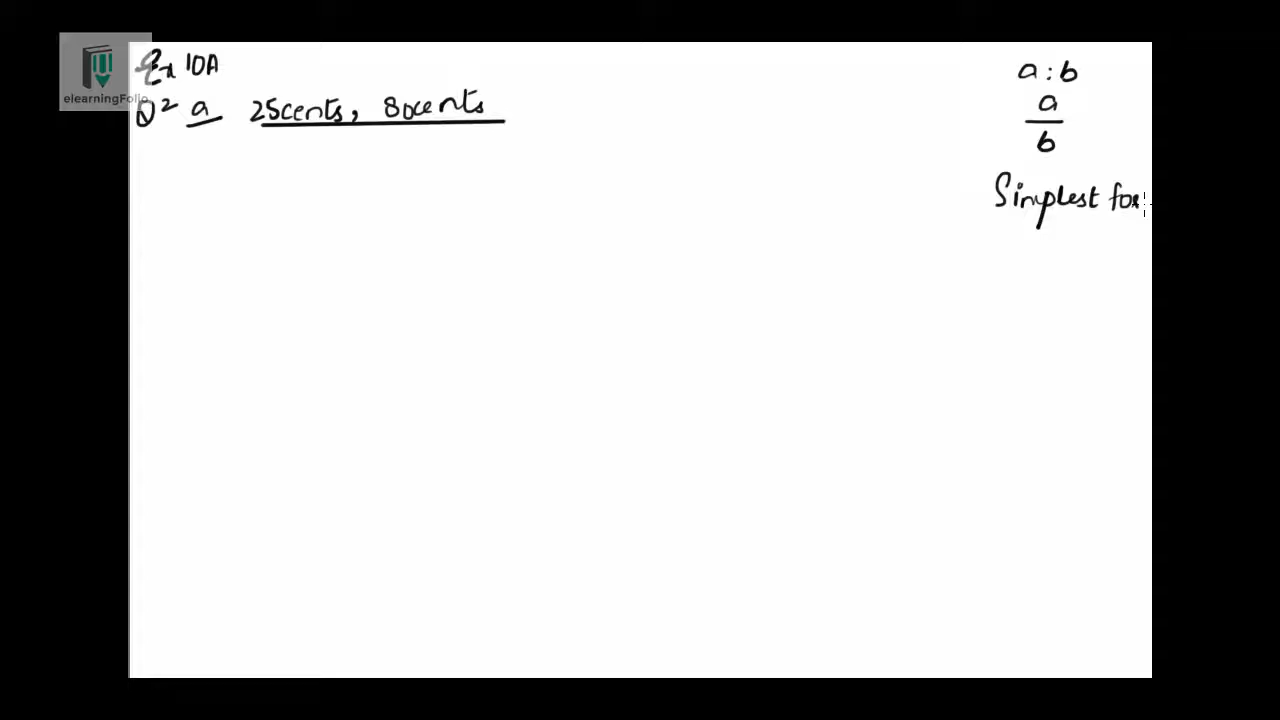 elearningFolio
Ex 10A
Q2 a 25cents, 80cents
a : b
a
b
Simplest for